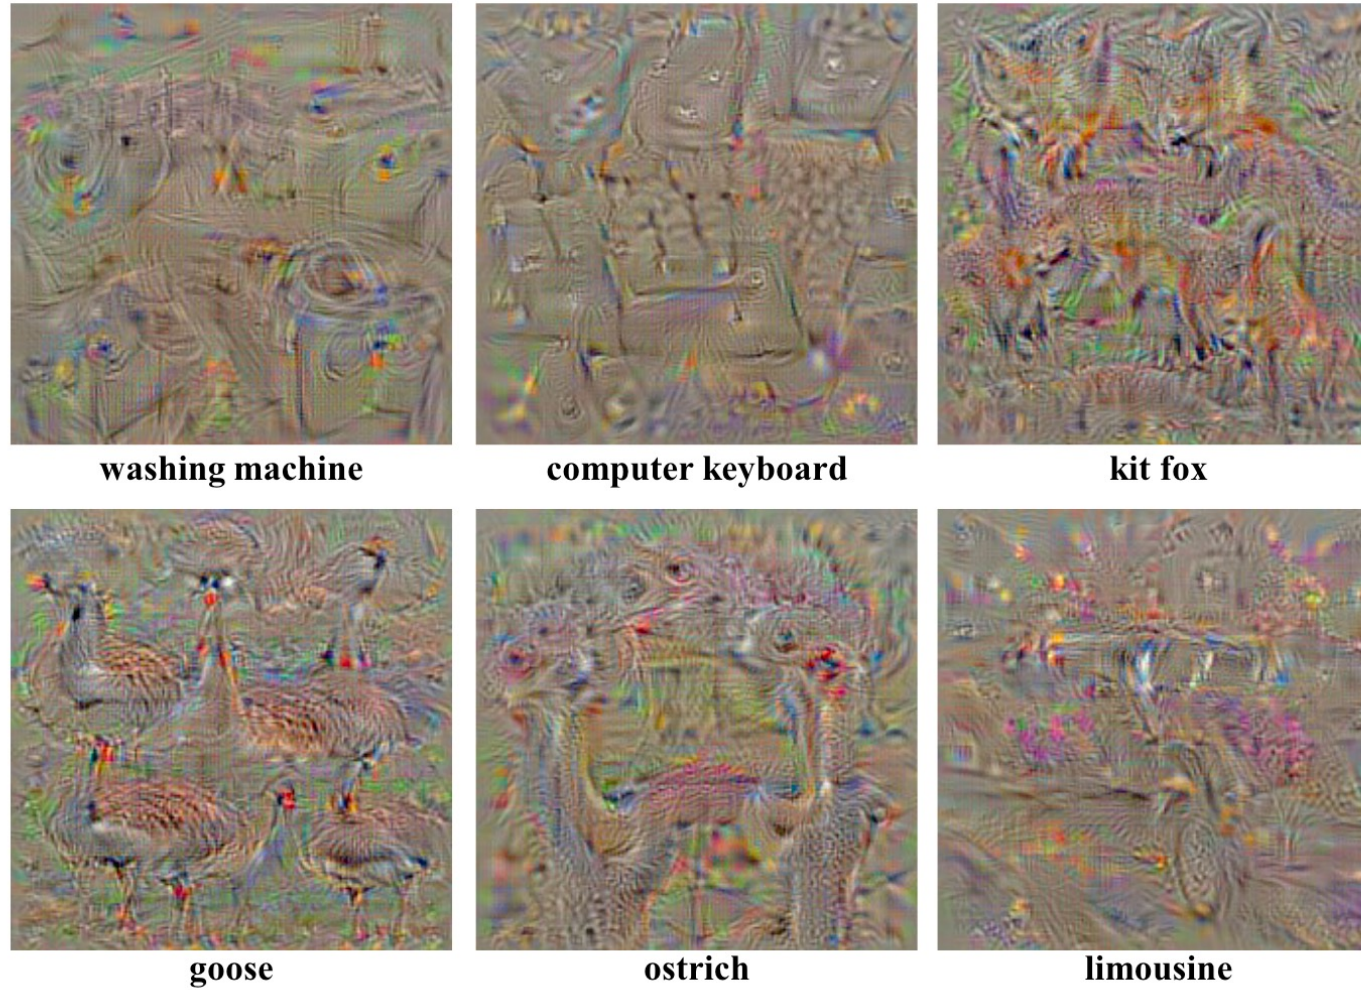 washing machine
computer keyboard
kit fox
goose
ostrich
limousine